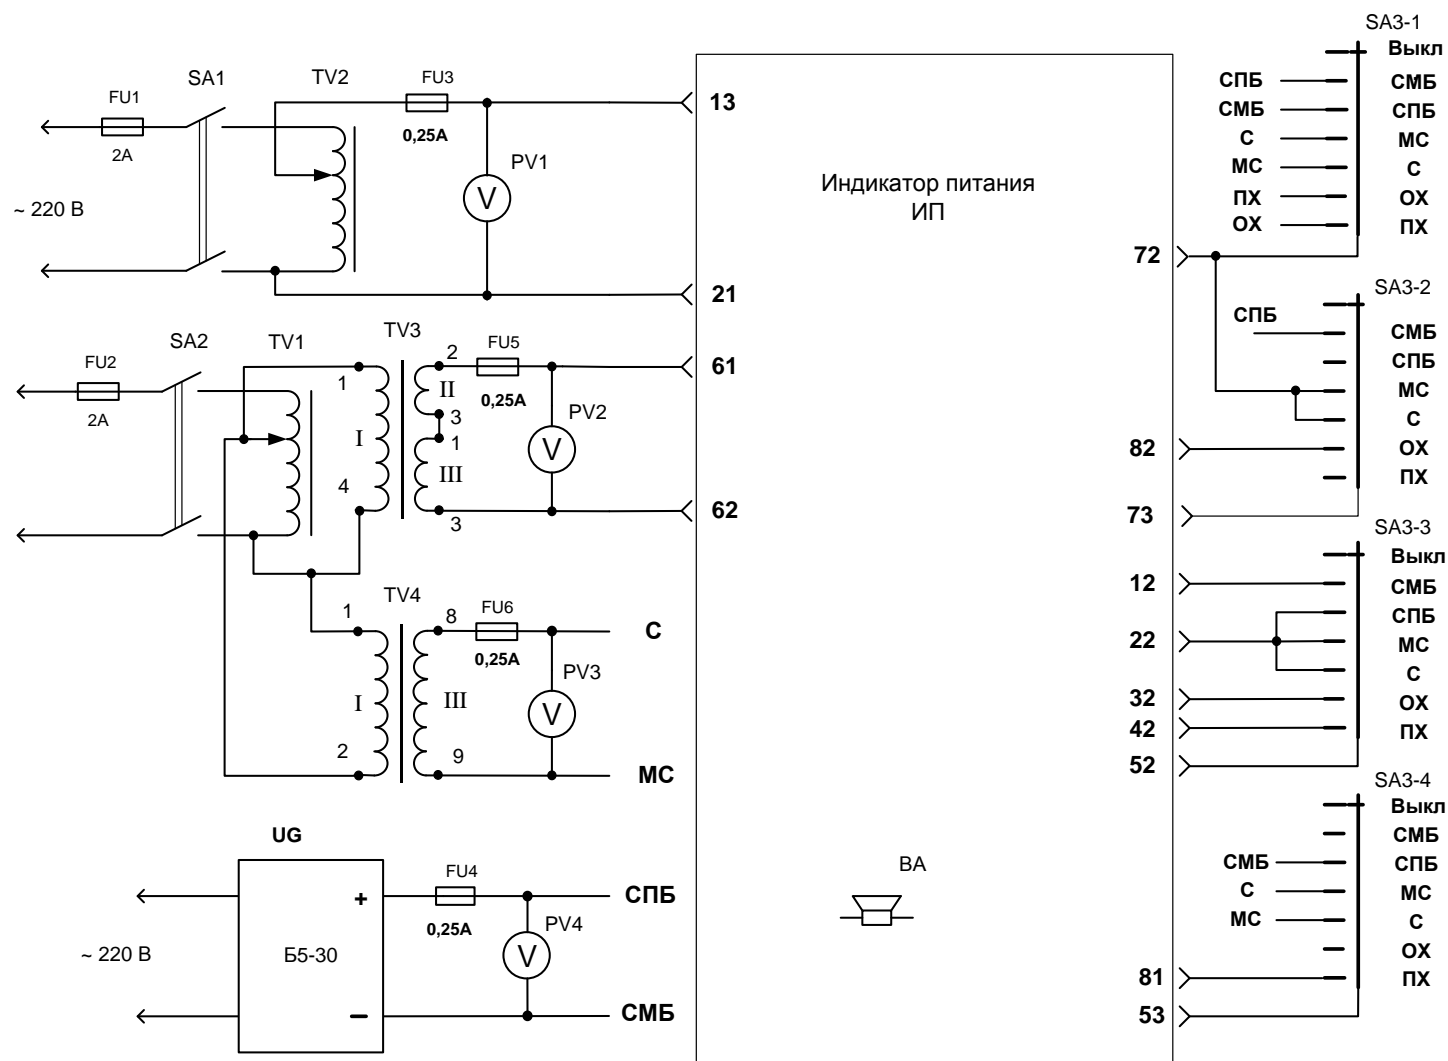 SA3-1
Выкл
СПБ СМБ
СМБ СПБ
С МС
МС С
ПХ ОХ
ОХ ПХ
SA1 TV2 FU3
FU1
2А
0,25А
~ 220 В
PV1
V
13
21
Индикатор питания
ИП
72
SA3-2
СПБ СМБ
СПБ
МС
С
ОХ
ПХ
82
73
SA2 TV1 TV3
FU2
2А
1
I
4
2
II
3
1
III
3
FU5
0,25А
PV2
V
61
62
SA3-3
Выкл
12 СМБ
СПБ
22 МС
С
32 ОХ
42 ПХ
52
TV4
1
I
2
8
III
9
FU6
0,25А
PV3
V
С
МС
SA3-4
Выкл
СМБ
СМБ СПБ
С МС
МС С
ОХ
81 ПХ
53
UG
~ 220 В
+
Б5-30
−
FU4
0,25А
PV4
V
СПБ
СМБ
BA